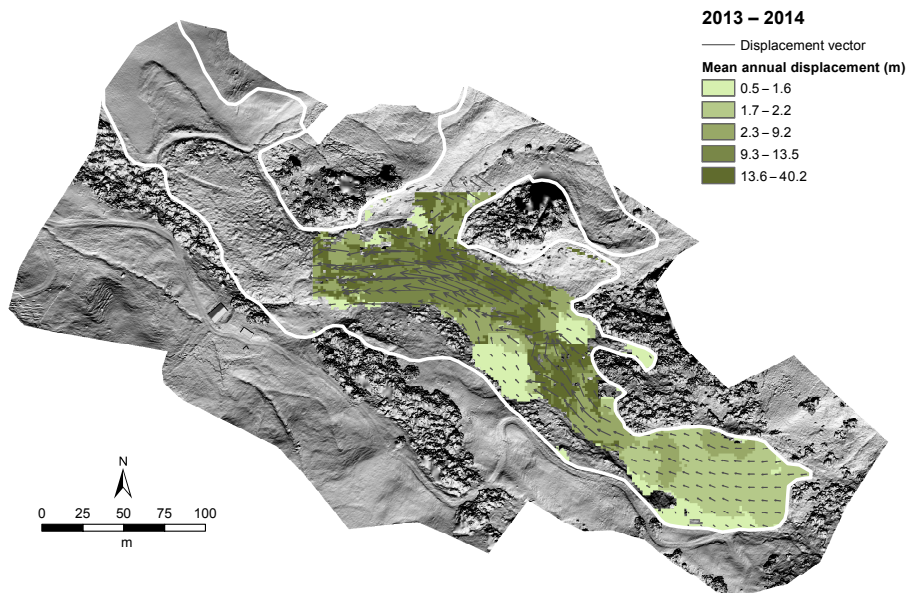 2013 – 2014
Displacement vector
Mean annual displacement (m)
0.5 – 1.6
1.7 – 2.2
2.3 – 9.2
9.3 – 13.5
13.6 – 40.2
N
0 25 50 75 100
m